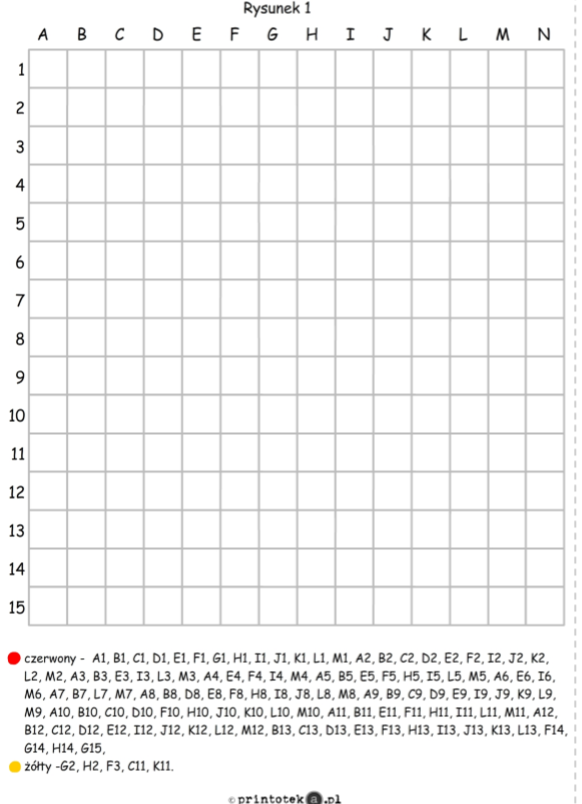 Rysunek 1
A B C D E F G H I J K L M N
1
2
3
4
5
6
7
8
9
10
11
12
13
14
15
czerwony - A1, B1, C1, D1, E1, F1, G1, H1, I1, J1, K1, L1, M1, A2, B2, C2, D2, E2, F2, I2, J2, K2,
L2, M2, A3, B3, E3, I3, L3, M3, A4, E4, F4, I4, M4, A5, B5, E5, F5, H5, I5, L5, M5, A6, E6, I6,
M6, A7, B7, L7, M7, A8, B8, D8, E8, F8, H8, I8, J8, L8, M8, A9, B9, C9, D9, E9, I9, J9, K9, L9,
M9, A10, B10, C10, D10, F10, H10, J10, K10, L10, M10, A11, B11, E11, F11, H11, I11, L11, M11, A12,
B12, C12, D12, E12, I12, J12, K12, L12, M12, B13, C13, D13, E13, F13, H13, I13, J13, K13, L13, F14,
G14, H14, G15,
żółty -G2, H2, F3, C11, K11.
© printoteka.pl